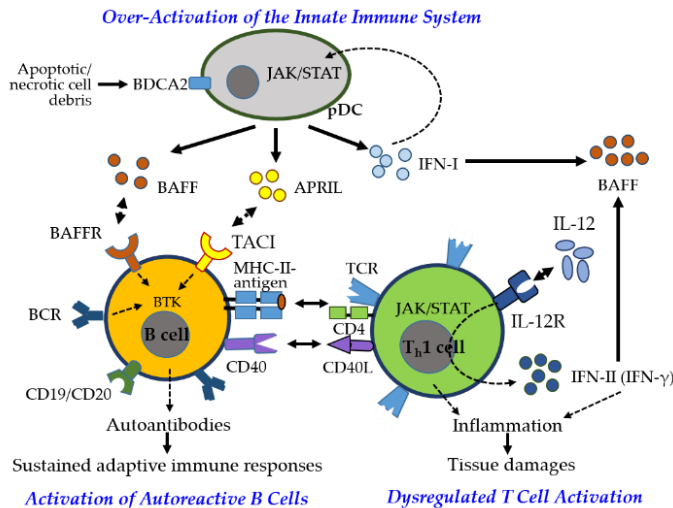 Over-Activation of the Innate Immune System
Apoptotic/
necrotic cell
debris
BDCA2
JAK/STAT
pDC
BAFF
APRIL
IFN-I
BAFF
BAFFR
TACI
MHC-II-
antigen
TCR
IL-12
BCR
BTK
B cell
JAK/STAT
CD4
Th1 cell
IL-12R
CD40
CD40L
IFN-II (IFN-γ)
CD19/CD20
Autoantibodies
Inflammation
Sustained adaptive immune responses
Tissue damages
Activation of Autoreactive B Cells
Dysregulated T Cell Activation